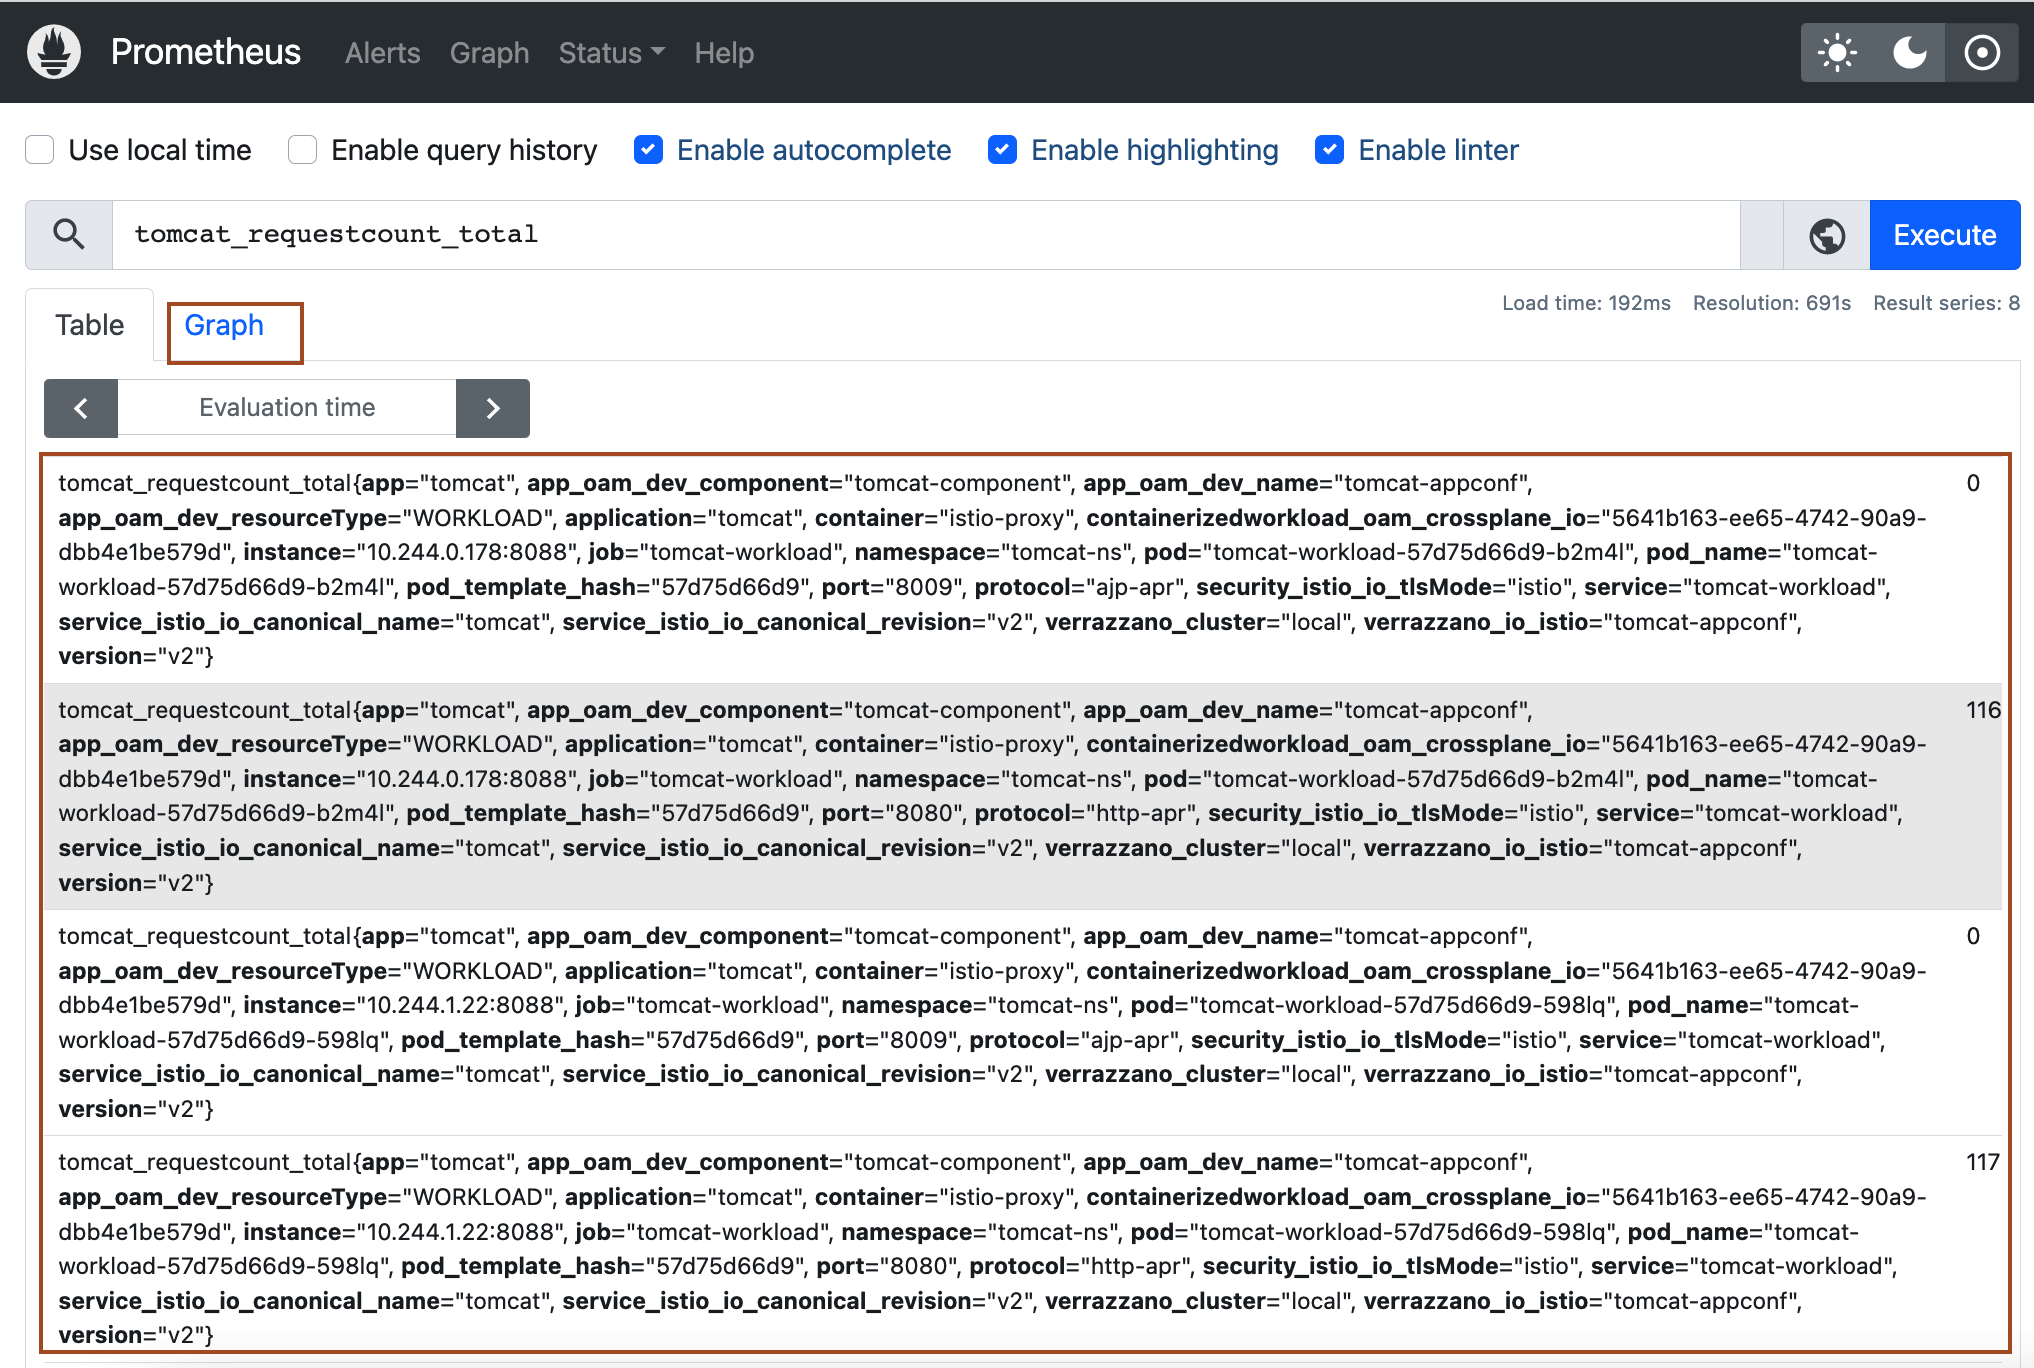 Prometheus Alerts Graph Status Help
Use local time Enable query history Enable autocomplete Enable highlighting Enable linter
tomcat_requestcount_total Execute
Table Graph Load time: 192ms Resolution: 691s Result series: 8
Evaluation time
tomcat_requestcount_total{app="tomcat", app_oam_dev_component="tomcat-component", app_oam_dev_name="tomcat-appconf", 0
app_oam_dev_resourceType="WORKLOAD", application="tomcat", container="istio-proxy", containerizedworkload_oam_crossplane_io="5641b163-ee65-4742-90a9-
dbb4e1be579d", instance="10.244.0.178:8088", job="tomcat-workload", namespace="tomcat-ns", pod="tomcat-workload-57d75d66d9-b2m4l", pod_name="tomcat-
workload-57d75d66d9-b2m4l", pod_template_hash="57d75d66d9", port="8009", protocol="ajp-apr", security_istio_io_tlsMode="istio", service="tomcat-workload",
service_istio_io_canonical_name="tomcat", service_istio_io_canonical_revision="v2", verrazzano_cluster="local", verrazzano_io_istio="tomcat-appconf",
version="v2"}
tomcat_requestcount_total{app="tomcat", app_oam_dev_component="tomcat-component", app_oam_dev_name="tomcat-appconf", 116
app_oam_dev_resourceType="WORKLOAD", application="tomcat", container="istio-proxy", containerizedworkload_oam_crossplane_io="5641b163-ee65-4742-90a9-
dbb4e1be579d", instance="10.244.0.178:8088", job="tomcat-workload", namespace="tomcat-ns", pod="tomcat-workload-57d75d66d9-b2m4l", pod_name="tomcat-
workload-57d75d66d9-b2m4l", pod_template_hash="57d75d66d9", port="8080", protocol="http-apr", security_istio_io_tlsMode="istio", service="tomcat-workload",
service_istio_io_canonical_name="tomcat", service_istio_io_canonical_revision="v2", verrazzano_cluster="local", verrazzano_io_istio="tomcat-appconf",
version="v2"}
tomcat_requestcount_total{app="tomcat", app_oam_dev_component="tomcat-component", app_oam_dev_name="tomcat-appconf", 0
app_oam_dev_resourceType="WORKLOAD", application="tomcat", container="istio-proxy", containerizedworkload_oam_crossplane_io="5641b163-ee65-4742-90a9-
dbb4e1be579d", instance="10.244.1.22:8088", job="tomcat-workload", namespace="tomcat-ns", pod="tomcat-workload-57d75d66d9-598lq", pod_name="tomcat-
workload-57d75d66d9-598lq", pod_template_hash="57d75d66d9", port="8009", protocol="ajp-apr", security_istio_io_tlsMode="istio", service="tomcat-workload",
service_istio_io_canonical_name="tomcat", service_istio_io_canonical_revision="v2", verrazzano_cluster="local", verrazzano_io_istio="tomcat-appconf",
version="v2"}
tomcat_requestcount_total{app="tomcat", app_oam_dev_component="tomcat-component", app_oam_dev_name="tomcat-appconf", 117
app_oam_dev_resourceType="WORKLOAD", application="tomcat", container="istio-proxy", containerizedworkload_oam_crossplane_io="5641b163-ee65-4742-90a9-
dbb4e1be579d", instance="10.244.1.22:8088", job="tomcat-workload", namespace="tomcat-ns", pod="tomcat-workload-57d75d66d9-598lq", pod_name="tomcat-
workload-57d75d66d9-598lq", pod_template_hash="57d75d66d9", port="8080", protocol="http-apr", security_istio_io_tlsMode="istio", service="tomcat-workload",
service_istio_io_canonical_name="tomcat", service_istio_io_canonical_revision="v2", verrazzano_cluster="local", verrazzano_io_istio="tomcat-appconf",
version="v2"}